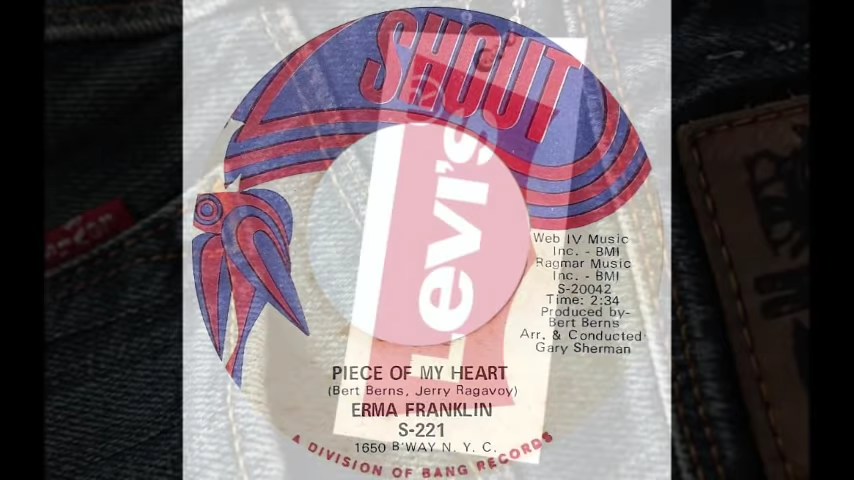 SHOUT
Levi's
Web IV Music
Inc. - BMI
Ragmar Music
Inc. - BMI
S-20042
Time: 2:34
Produced by-
Bert Berns
Arr. & Conducted
Gary Sherman
PIECE OF MY HEART
(Bert Berns, Jerry Ragavoy)
ERMA FRANKLIN
S-221
1650 B'WAY N. Y. C.
A DIVISION OF BANG RECORDS